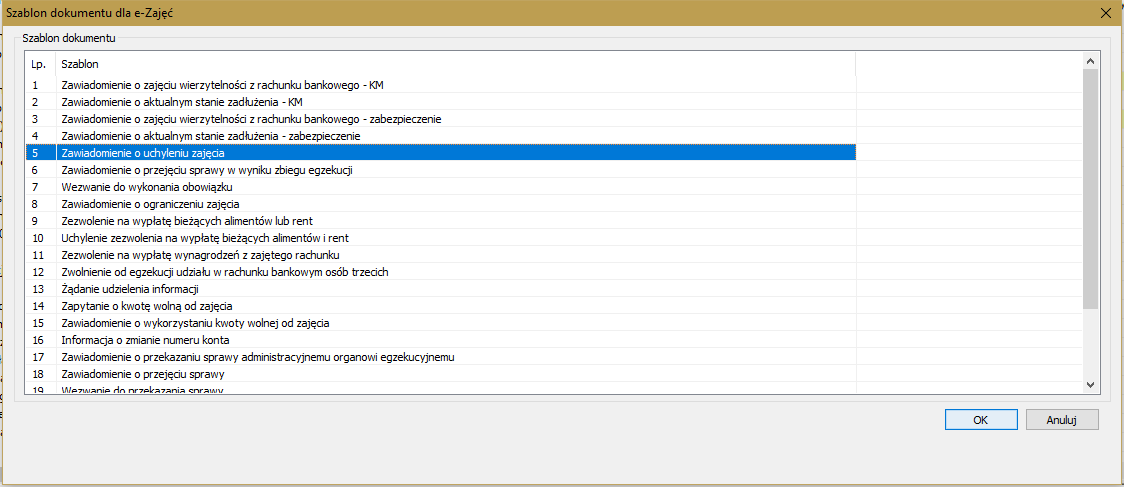 Szablon dokumentu dla e-Zajęć
Szablon dokumentu
Lp. Szablon
1 Zawiadomienie o zajęciu wierzytelności z rachunku bankowego - KM
2 Zawiadomienie o aktualnym stanie zadłużenia - KM
3 Zawiadomienie o zajęciu wierzytelności z rachunku bankowego - zabezpieczenie
4 Zawiadomienie o aktualnym stanie zadłużenia - zabezpieczenie
5 Zawiadomienie o uchyleniu zajęcia
6 Zawiadomienie o przejęciu sprawy w wyniku zbiegu egzekucji
7 Wezwanie do wykonania obowiązku
8 Zawiadomienie o ograniczeniu zajęcia
9 Zezwolenie na wypłatę bieżących alimentów lub rent
10 Uchylenie zezwolenia na wypłatę bieżących alimentów i rent
11 Zezwolenie na wypłatę wynagrodzeń z zajętego rachunku
12 Zwolnienie od egzekucji udziału w rachunku bankowym osób trzecich
13 Żądanie udzielenia informacji
14 Zapytanie o kwotę wolną od zajęcia
15 Zawiadomienie o wykorzystaniu kwoty wolnej od zajęcia
16 Informacja o zmianie numeru konta
17 Zawiadomienie o przekazaniu sprawy administracyjnemu organowi egzekucyjnemu
18 Zawiadomienie o przejęciu sprawy
19 Wezwanie do przekazania sprawy
OK Anuluj